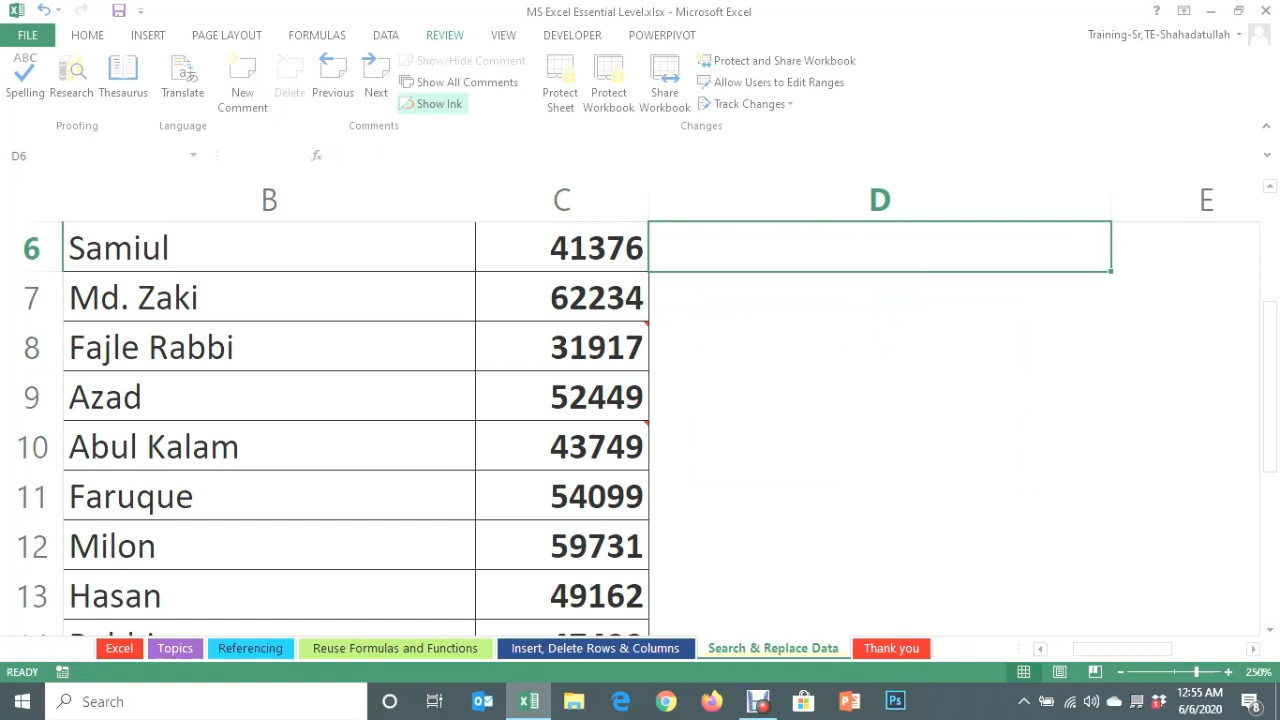 MS Excel Essential Level.xlsx - Microsoft Excel
FILE HOME INSERT PAGE LAYOUT FORMULAS DATA REVIEW VIEW DEVELOPER POWERPIVOT Training-Sr,TE-Shahadatullah
ABC
Spelling Research Thesaurus
Proofing
Translate
Language
New Comment Delete Previous Next
Show/Hide Comment
Show All Comments
Show Ink
Comments
Protect Sheet Protect Workbook Share Workbook
Protect and Share Workbook
Allow Users to Edit Ranges
Track Changes
Changes
D6 fx
B C D E
6 Samiul 41376
7 Md. Zaki 62234
8 Fajle Rabbi 31917
9 Azad 52449
10 Abul Kalam 43749
11 Faruque 54099
12 Milon 59731
13 Hasan 49162
Excel Topics Referencing Reuse Formulas and Functions Insert, Delete Rows & Columns Search & Replace Data Thank you
READY 250%
Search
12:55 AM
6/6/2020
8